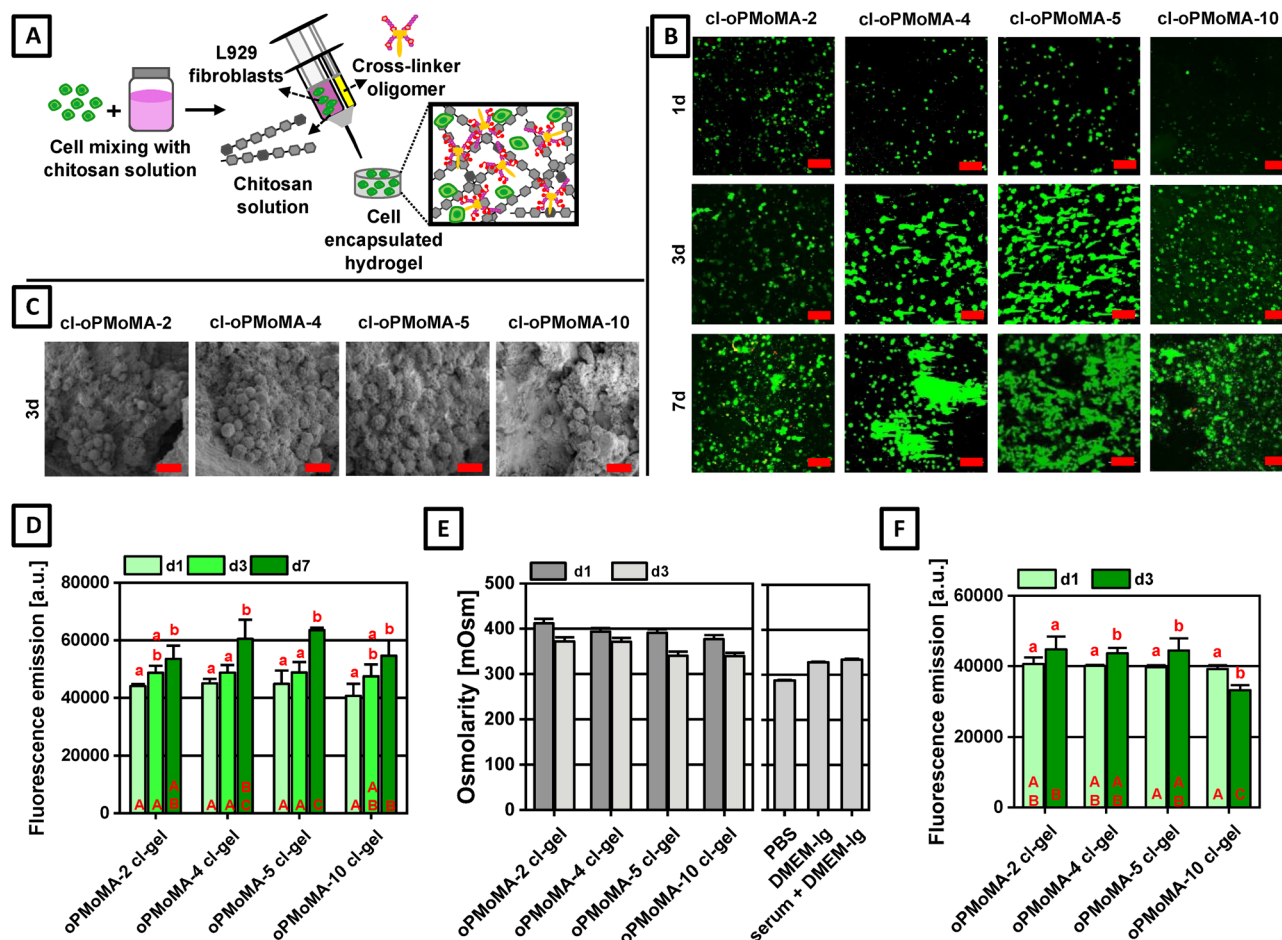 A
L929
fibroblasts
Cross-linker
oligomer
Cell mixing with
chitosan solution
Chitosan
solution
Cell
encapsulated
hydrogel
B
cl-oPMoMA-2 cl-oPMoMA-4 cl-oPMoMA-5 cl-oPMoMA-10
1d
3d
7d
C
cl-oPMoMA-2 cl-oPMoMA-4 cl-oPMoMA-5 cl-oPMoMA-10
3d
D
d1 d3 d7
Fluorescence emission [a.u.]
80000
60000
40000
20000
0
a a b b
a a b
a a b
a a b b
A A A B
A A B C
A A C
A A B B
oPMoMA-2 cl-gel
oPMoMA-4 cl-gel
oPMoMA-5 cl-gel
oPMoMA-10 cl-gel
E
d1 d3
Osmolarity [mOsm]
500
400
300
200
100
0
oPMoMA-2 cl-gel
oPMoMA-4 cl-gel
oPMoMA-5 cl-gel
oPMoMA-10 cl-gel
PBS
DMEM-lg
serum + DMEM-lg
F
d1 d3
Fluorescence emission [a.u.]
60000
40000
20000
0
a a
a b
a b
a b
A B B
A B A B
A A B
A C
oPMoMA-2 cl-gel
oPMoMA-4 cl-gel
oPMoMA-5 cl-gel
oPMoMA-10 cl-gel